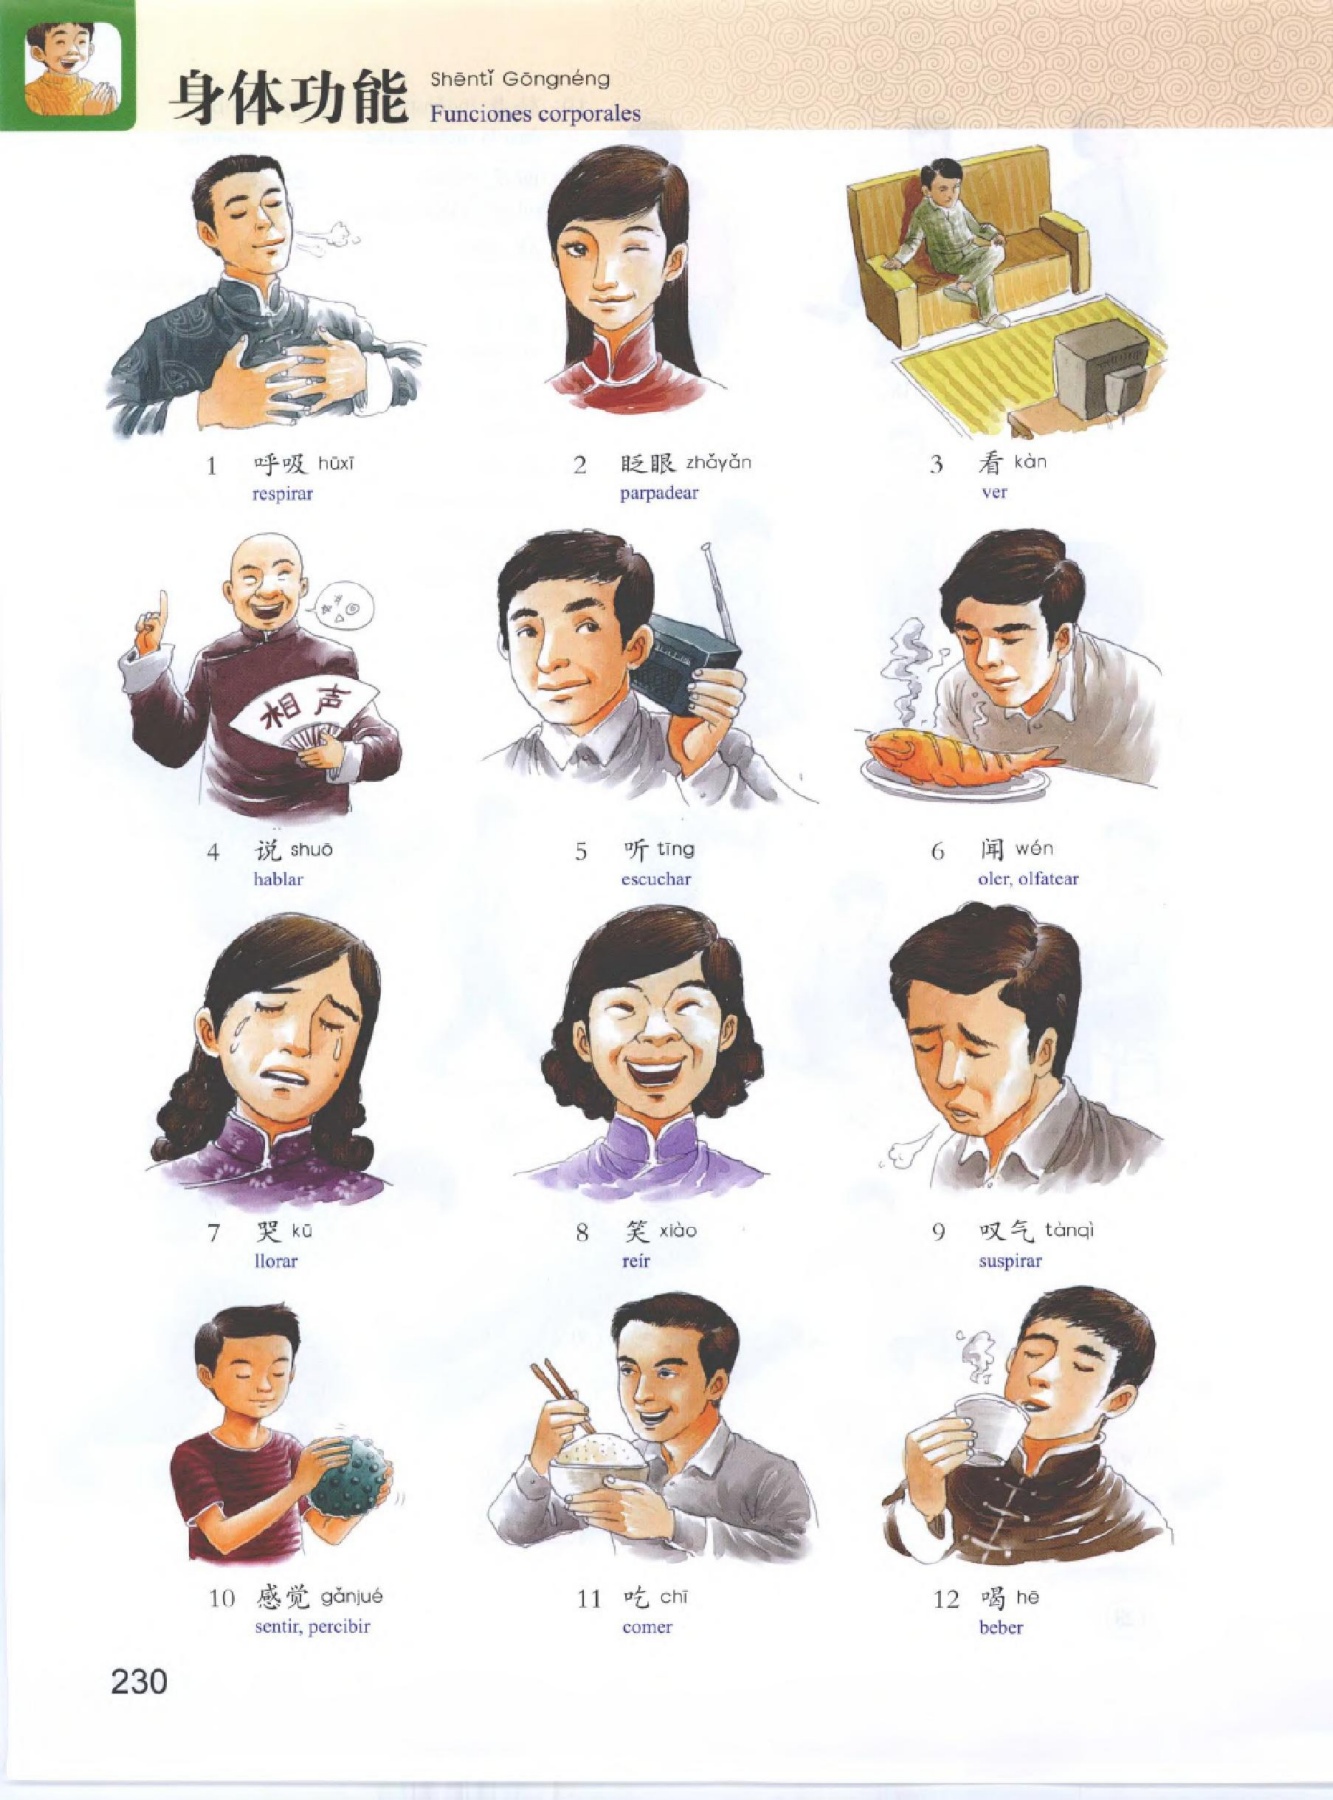 身体功能 Shēntǐ Gōngnéng
Funciones corporales
1 呼吸 hūxī
respirar
2 眨眼 zhǎyǎn
parpadear
3 看 kàn
ver
相声
4 说 shuō
hablar
5 听 tīng
escuchar
6 闻 wén
oler, olfatear
7 哭 kū
llorar
8 笑 xiào
reír
9 叹气 tànqì
suspirar
10 感觉 gǎnjué
sentir, percibir
11 吃 chī
comer
12 喝 hē
beber
230